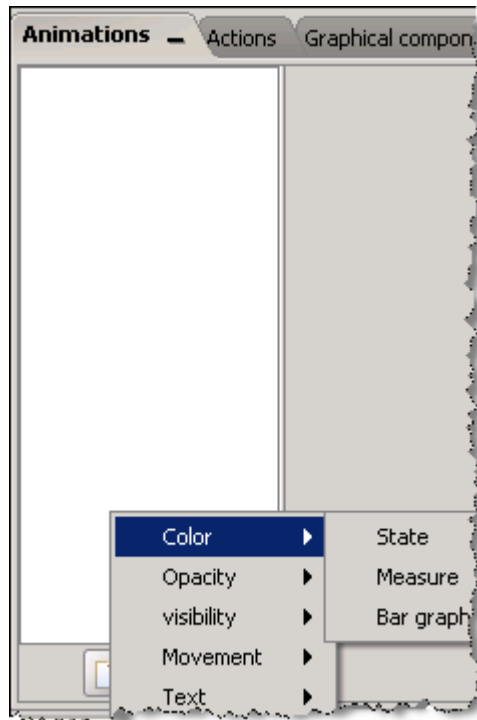 Animations Actions Graphical compon
Color State
Opacity Measure
visibility Bar graph
Movement
Text